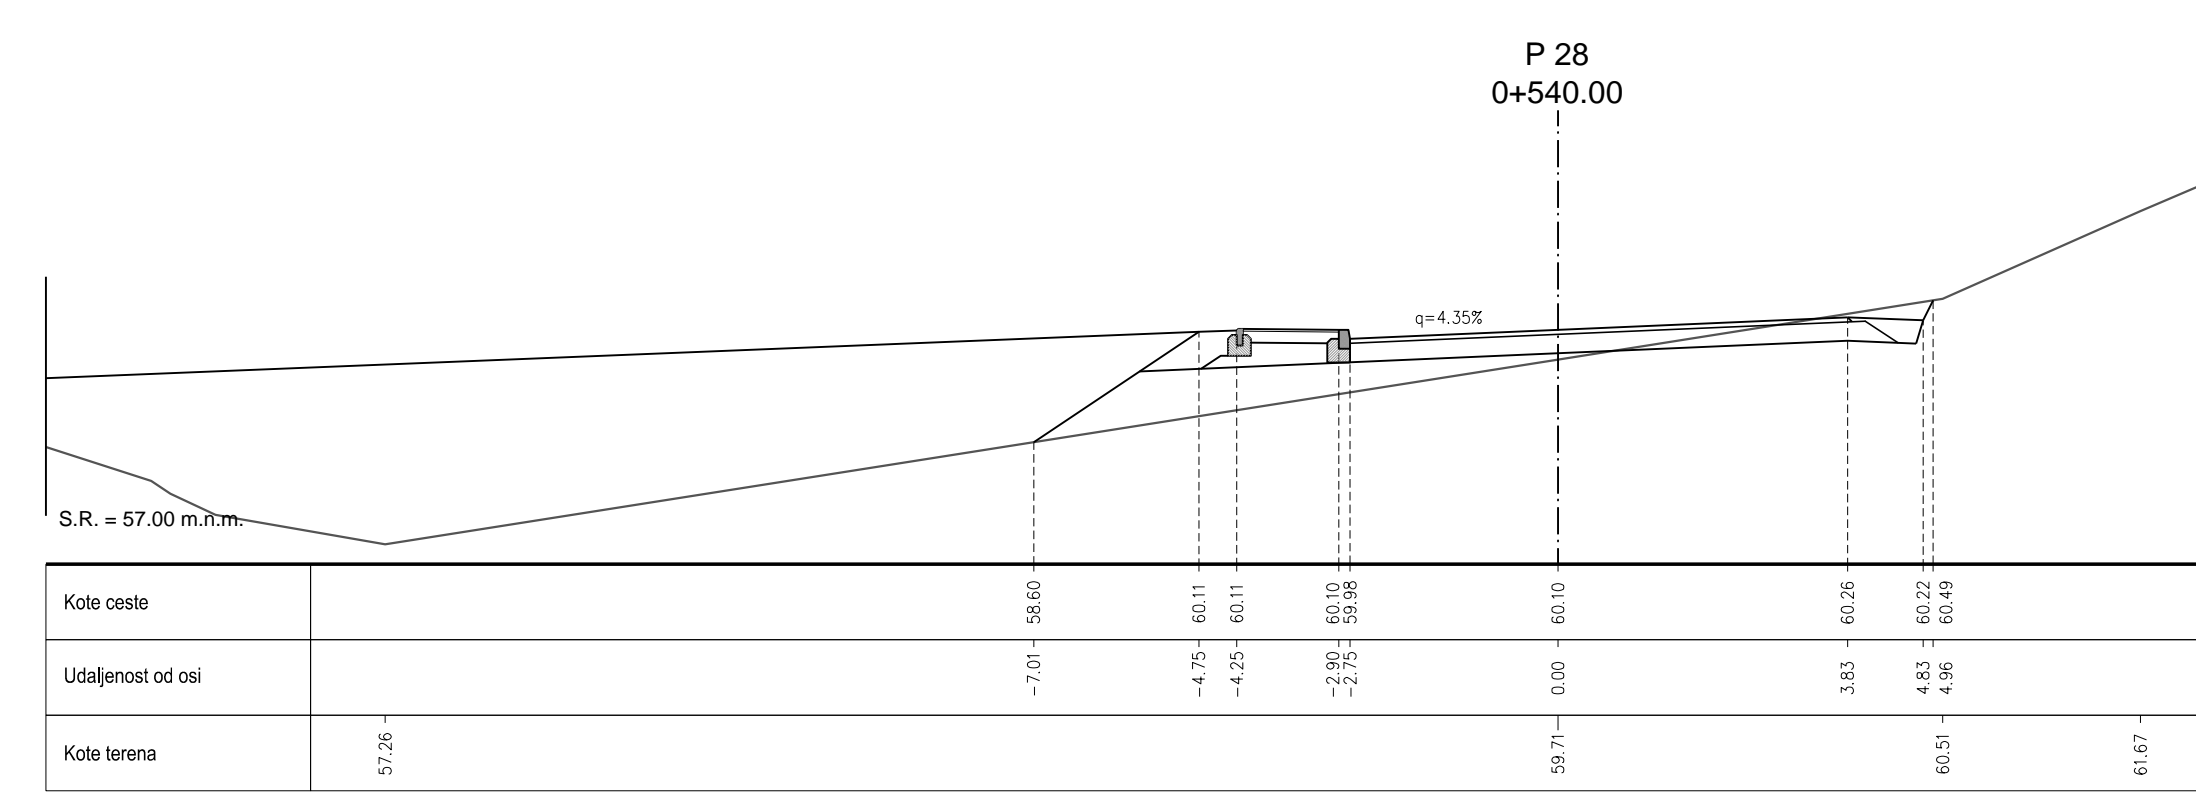 P 28
0+540.00
q=4.35%
S.R. = 57.00 m.n.m.
Kote ceste
58.60 60.11 60.11 60.10 59.98 60.10 60.26 60.22 60.49
Udaljenost od osi
-7.01 -4.75 -4.25 -2.90 -2.75 0.00 3.83 4.83 4.96
Kote terena
57.26 59.71 60.51 61.67